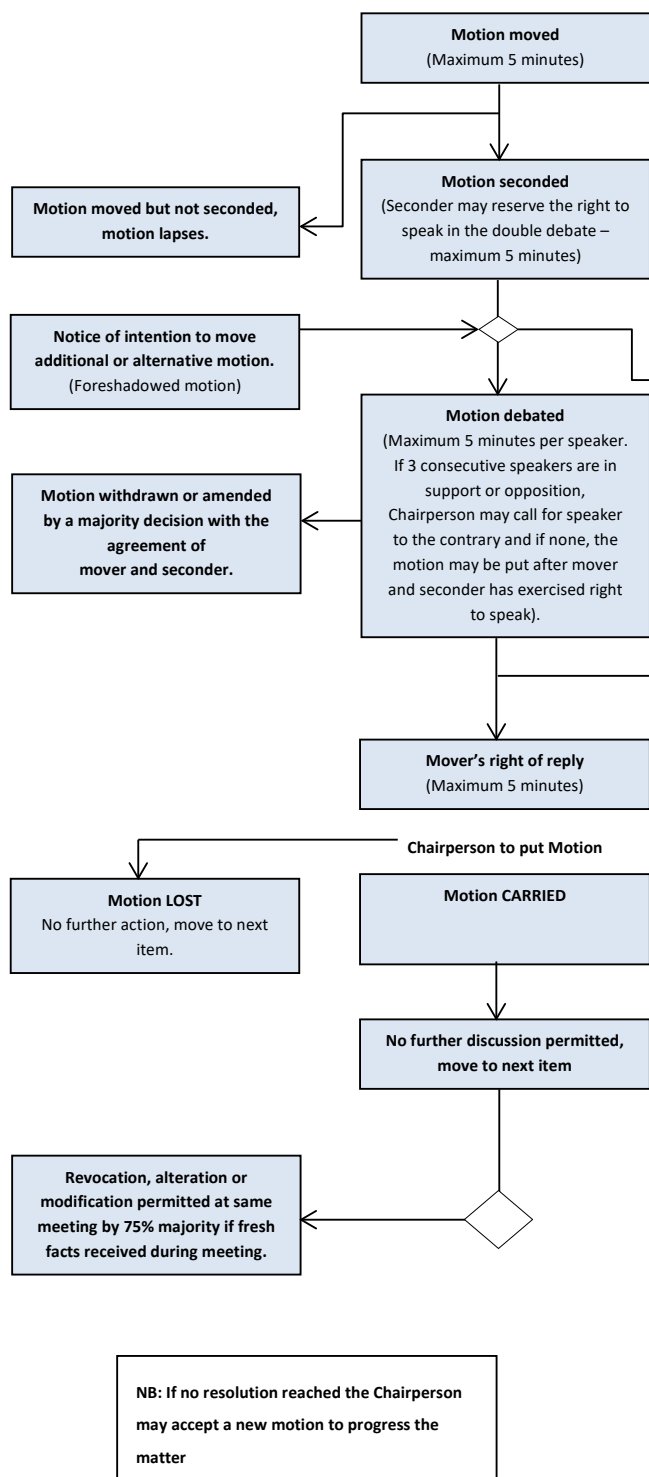 Motion moved
(Maximum 5 minutes)
Motion seconded
(Seconder may reserve the right to
speak in the double debate –
maximum 5 minutes)
Motion moved but not seconded,
motion lapses.
Notice of intention to move
additional or alternative motion.
(Foreshadowed motion)
Motion debated
(Maximum 5 minutes per speaker.
If 3 consecutive speakers are in
support or opposition,
Chairperson may call for speaker
to the contrary and if none, the
motion may be put after mover
and seconder has exercised right
to speak).
Motion withdrawn or amended
by a majority decision with the
agreement of
mover and seconder.
Mover’s right of reply
(Maximum 5 minutes)
Chairperson to put Motion
Motion LOST
No further action, move to next
item.
Motion CARRIED
No further discussion permitted,
move to next item
Revocation, alteration or
modification permitted at same
meeting by 75% majority if fresh
facts received during meeting.
NB: If no resolution reached the Chairperson
may accept a new motion to progress the
matter